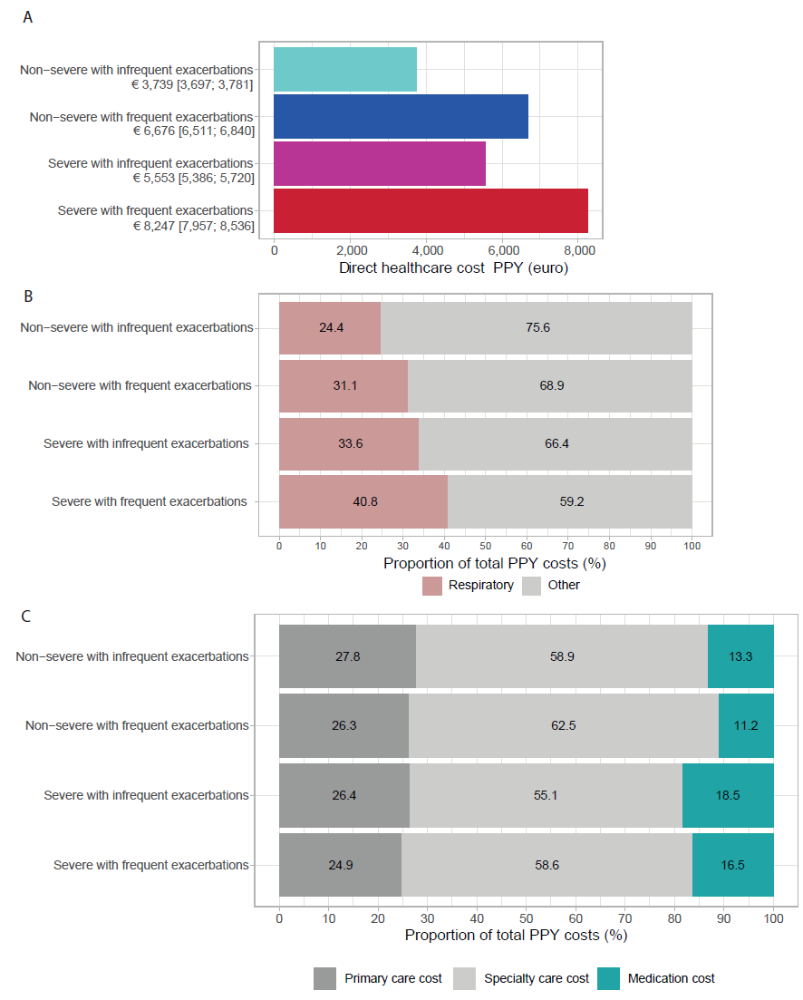 A
Non−severe with infrequent exacerbations
€ 3,739 [3,697; 3,781]
Non−severe with frequent exacerbations
€ 6,676 [6,511; 6,840]
Severe with infrequent exacerbations
€ 5,553 [5,386; 5,720]
Severe with frequent exacerbations
€ 8,247 [7,957; 8,536]
0 2,000 4,000 6,000 8,000
Direct healthcare cost PPY (euro)
B
Non−severe with infrequent exacerbations 24.4 75.6
Non−severe with frequent exacerbations 31.1 68.9
Severe with infrequent exacerbations 33.6 66.4
Severe with frequent exacerbations 40.8 59.2
0 10 20 30 40 50 60 70 80 90 100
Proportion of total PPY costs (%)
Respiratory Other
C
Non−severe with infrequent exacerbations 27.8 58.9 13.3
Non−severe with frequent exacerbations 26.3 62.5 11.2
Severe with infrequent exacerbations 26.4 55.1 18.5
Severe with frequent exacerbations 24.9 58.6 16.5
0 10 20 30 40 50 60 70 80 90 100
Proportion of total PPY costs (%)
Primary care cost Specialty care cost Medication cost